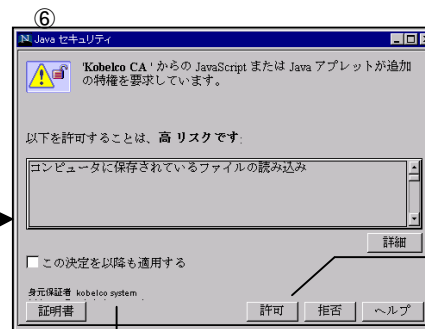 ⑥
Java セキュリティ
'Kobelco CA ' からの JavaScript または Java アプレットが追加
の特権を要求しています。
以下を許可することは、高 リスクです:
コンピュータに保存されているファイルの読み込み
詳細
この決定を以降も適用する
身元保証者 kobelco system
証明書 許可 拒否 ヘルプ